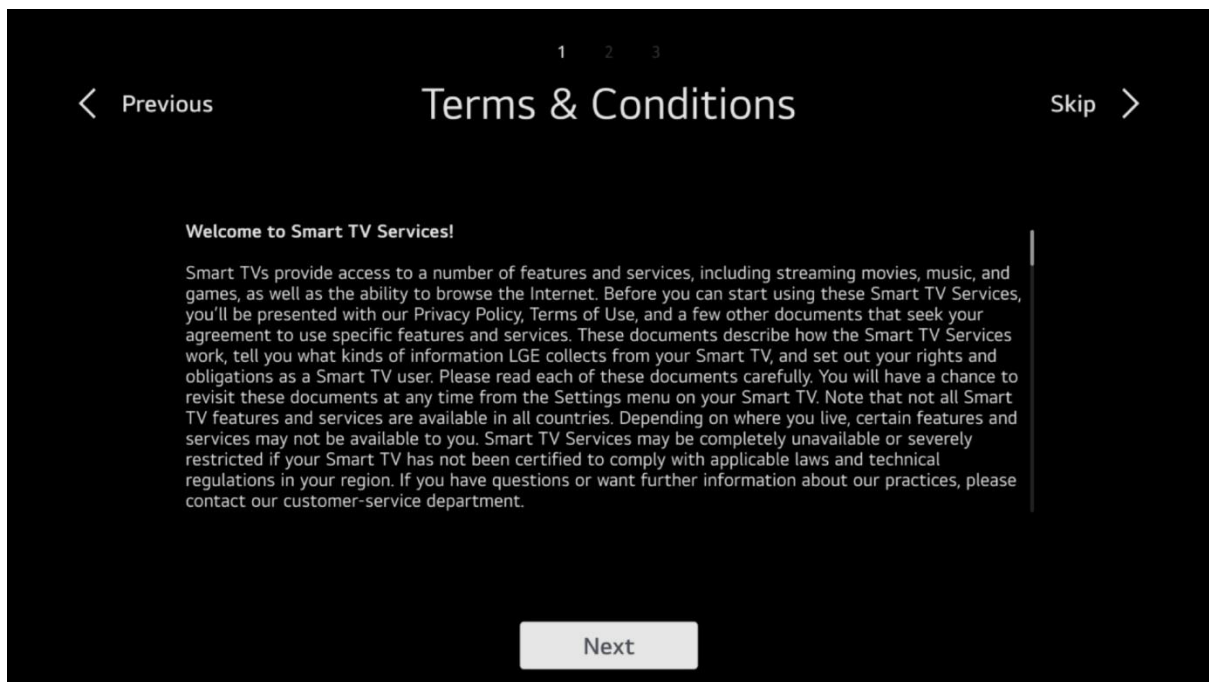 1 2 3
Previous
Terms & Conditions
Skip
Welcome to Smart TV Services!
Smart TVs provide access to a number of features and services, including streaming movies, music, and
games, as well as the ability to browse the Internet. Before you can start using these Smart TV Services,
you'll be presented with our Privacy Policy, Terms of Use, and a few other documents that seek your
agreement to use specific features and services. These documents describe how the Smart TV Services
work, tell you what kinds of information LGE collects from your Smart TV, and set out your rights and
obligations as a Smart TV user. Please read each of these documents carefully. You will have a chance to
revisit these documents at any time from the Settings menu on your Smart TV. Note that not all Smart
TV features and services are available in all countries. Depending on where you live, certain features and
services may not be available to you. Smart TV Services may be completely unavailable or severely
restricted if your Smart TV has not been certified to comply with applicable laws and technical
regulations in your region. If you have questions or want further information about our practices, please
contact our customer-service department.
Next